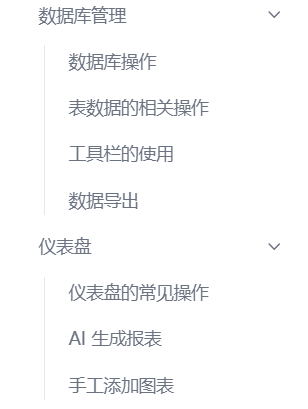 数据库管理
数据库操作
表数据的相关操作
工具栏的使用
数据导出
仪表盘
仪表盘的常见操作
AI 生成报表
手工添加图表